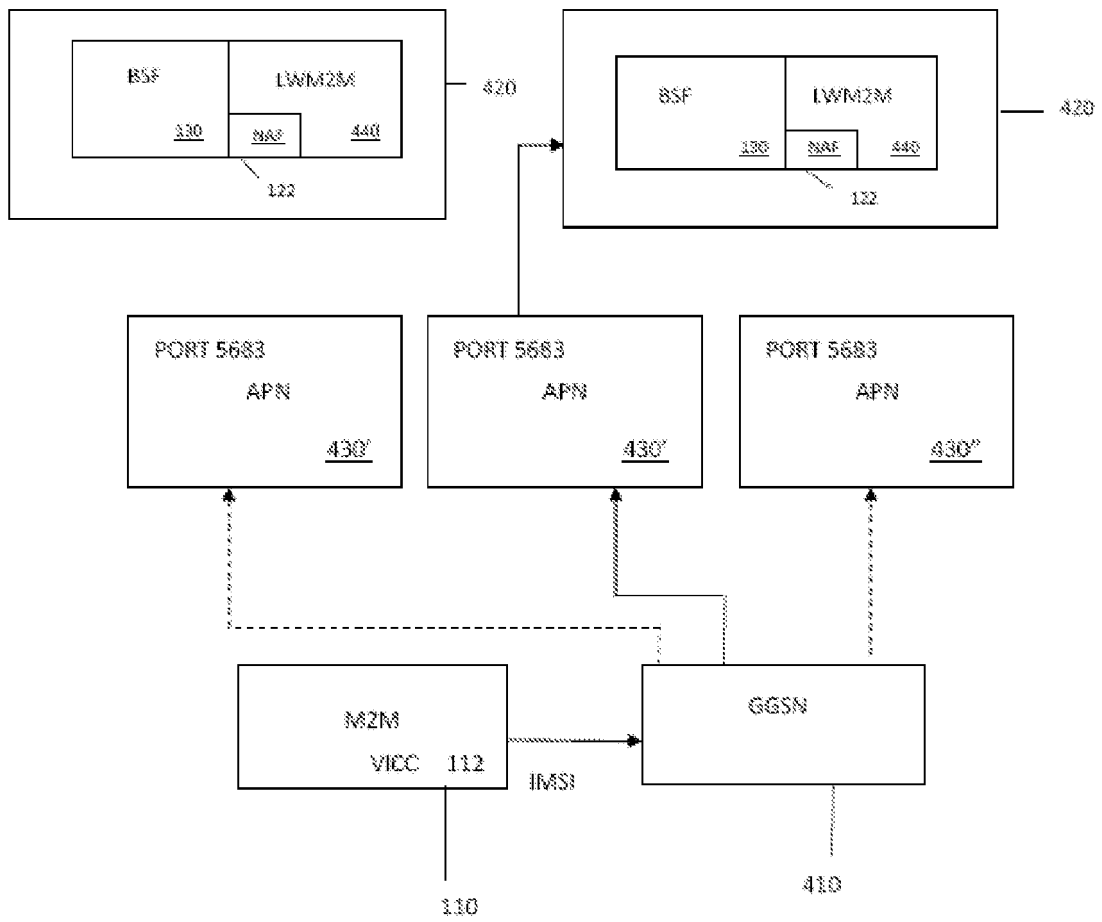 BSF
LWM2M
130
NAF
440
420
122
BSF
LWM2M
130
NAF
440
420
122
PORT 5683
APN
430'
PORT 5683
APN
430'
PORT 5683
APN
430"
M2M
VICC 112
IMSI
GGSN
110
410